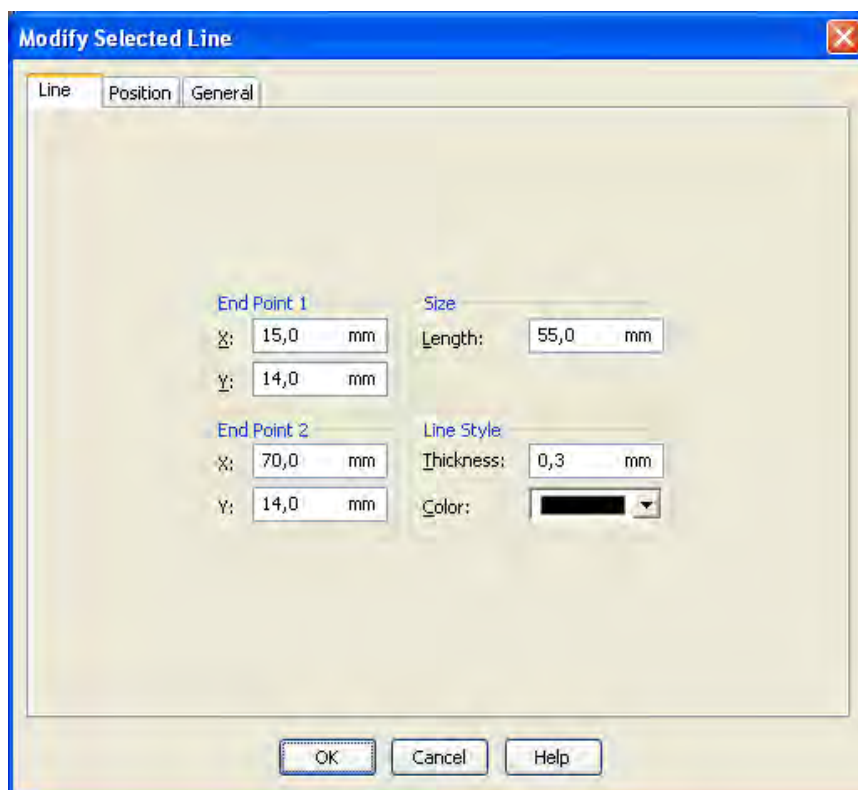 Modify Selected Line
Line Position General
End Point 1 Size
X: 15,0 mm Length: 55,0 mm
Y: 14,0 mm
End Point 2 Line Style
X: 70,0 mm Thickness: 0,3 mm
Y: 14,0 mm Color:
OK Cancel Help